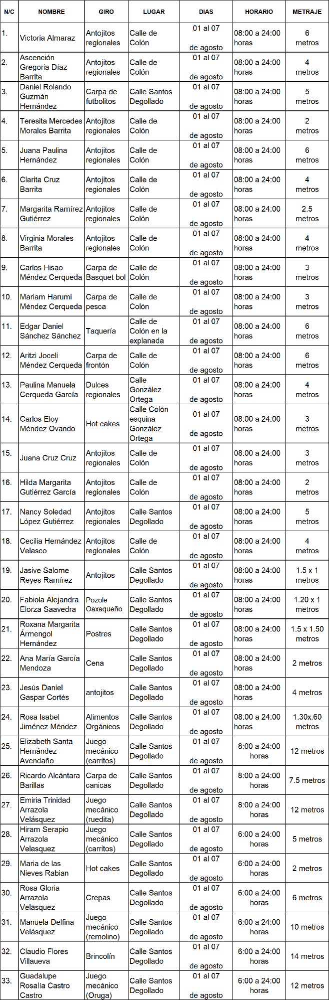 N/C NOMBRE GIRO LUGAR DIAS HORARIO METRAJE
1. Victoria Almaraz Antojitos regionales Calle de Colón 01 al 07 de agosto 08:00 a 24:00 horas 6 metros
2. Ascención Gregoria Díaz Barrita Antojitos regionales Calle de Colón 01 al 07 de agosto 08:00 a 24:00 horas 4 metros
3. Daniel Rolando Guzmán Hernández Carpa de futbolitos Calle Santos Degollado 01 al 07 de agosto 08:00 a 24:00 horas 5 metros
4. Teresita Mercedes Morales Barrita Antojitos regionales Calle de Colón 01 al 07 de agosto 08:00 a 24:00 horas 2 metros
5. Juana Paulina Hernández Antojitos regionales Calle de Colón 01 al 07 de agosto 08:00 a 24:00 horas 6 metros
6. Clarita Cruz Barrita Antojitos regionales Calle de Colón 01 al 07 de agosto 08:00 a 24:00 horas 4 metros
7. Margarita Ramírez Gutiérrez Antojitos regionales Calle de Colón 01 al 07 de agosto 08:00 a 24:00 horas 2.5 metros
8. Virginia Morales Barrita Antojitos regionales Calle de Colón 01 al 07 de agosto 08:00 a 24:00 horas 4 metros
9. Carlos Hisao Méndez Cerqueda Carpa de Basquet bol Calle de Colón 01 al 07 de agosto 08:00 a 24:00 horas 3 metros
10. Mariam Harumi Méndez Cerqueda Carpa de pesca Calle de Colón 01 al 07 de agosto 08:00 a 24:00 horas 3 metros
11. Edgar Daniel Sánchez Sánchez Taquería Calle de Colón en la explanada 01 al 07 de agosto 08:00 a 24:00 horas 6 metros
12. Aritzi Joceli Méndez Cerqueda Carpa de frontón Calle de Colón 01 al 07 de agosto 08:00 a 24:00 horas 6 metros
13. Paulina Manuela Cerqueda García Dulces regionales Calle González Ortega 01 al 07 de agosto 08:00 a 24:00 horas 4 metros
14. Carlos Eloy Méndez Ovando Hot cakes Calle Colón esquina González Ortega 01 al 07 de agosto 08:00 a 24:00 horas 3 metros
15. Juana Cruz Cruz Antojitos regionales Calle de Colón 01 al 07 de agosto 08:00 a 24:00 horas 3 metros
16. Hilda Margarita Gutiérrez García Antojitos regionales Calle de Colón 01 al 07 de agosto 08:00 a 24:00 horas 2 metros
17. Nancy Soledad López Gutiérrez Antojitos regionales Calle Santos Degollado 01 al 07 de agosto 08:00 a 24:00 horas 5 metros
18. Cecilia Hernández Velasco Antojitos regionales Calle de Colón 01 al 07 de agosto 08:00 a 24:00 horas 4 metros
19. Jasive Salome Reyes Ramírez Antojitos Calle Santos Degollado 01 al 07 de agosto 08:00 a 24:00 horas 1.5 x 1 metros
20. Fabiola Alejandra Elorza Saavedra Pozole Oaxaqueño Calle Santos Degollado 01 al 07 de agosto 08:00 a 24:00 horas 1.20 x 1 metros
21. Roxana Margarita Ármengol Hernández Postres Calle Santos Degollado 01 al 07 de agosto 08:00 a 24:00 horas 1.5 x 1.50 metros
22. Ana María García Mendoza Cena Calle Santos Degollado 01 al 07 de agosto 08:00 a 24:00 horas 2 metros
23. Jesús Daniel Gaspar Cortés antojitos Calle Santos Degollado 01 al 07 de agosto 08:00 a 24:00 horas 4 metros
24. Rosa Isabel Jiménez Méndez Alimentos Orgánicos Calle Santos Degollado 01 al 07 de agosto 08:00 a 24:00 horas 1.30x.60 metros
25. Elizabeth Santa Hernández Avendaño Juego mecánico (carritos) Calle Santos Degollado 01 al 07 de agosto 8:00 a 24:00 horas 12 metros
26. Ricardo Alcántara Barillas Carpa de canicas Calle Santos Degollado 01 al 07 de agosto 8:00 a 24:00 horas 7.5 metros
27. Emiria Trinidad Arrazola Velásquez Juego mecánico (ruedita) Calle Santos Degollado 01 al 07 de agosto 8:00 a 24:00 horas 12 metros
28. Hiram Serapio Arrazola Velasquez Juego mecánico (carritos) Calle Santos Degollado 01 al 07 de agosto 6:00 a 24:00 horas 5 metros
29. Maria de las Nieves Rabian Hot cakes Calle Santos Degollado 01 al 07 de agosto 6:00 a 24:00 horas 2 metros
30. Rosa Gloria Arrazola Velásquez Crepas Calle Santos Degollado 01 al 07 de agosto 6:00 a 24:00 horas 6 metros
31. Manuela Delfina Velásquez Juego mecánico (remolino) Calle Santos Degollado 01 al 07 de agosto 6:00 a 24:00 horas 10 metros
32. Claudio Flores Villaueva Brincolín Calle Santos Degollado 01 al 07 de agosto 6:00 a 24:00 horas 14 metros
33. Guadalupe Rosalía Castro Castro Juego mecánico (Oruga) Calle Santos Degollado 01 al 07 de agosto 6:00 a 24:00 horas 12 metros